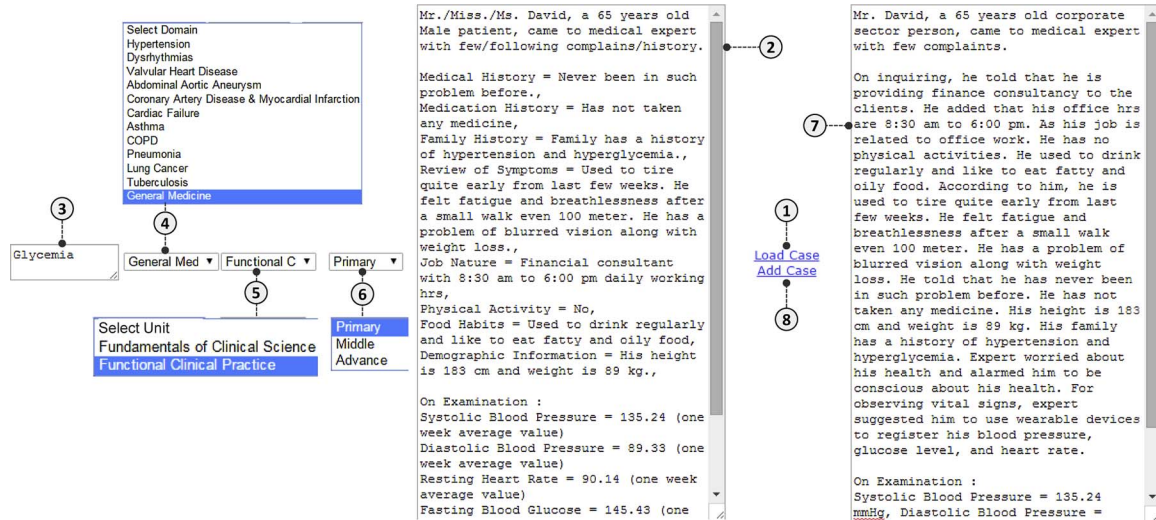 Select Domain
Hypertension
Dysrhythmias
Valvular Heart Disease
Abdominal Aortic Aneurysm
Coronary Artery Disease & Myocardial Infarction
Cardiac Failure
Asthma
COPD
Pneumonia
Lung Cancer
Tuberculosis
General Medicine
3
4
Glycemia
General Med
Functional C
Primary
5
6
Select Unit
Fundamentals of Clinical Science
Functional Clinical Practice
Primary
Middle
Advance
Mr./Miss./Ms. David, a 65 years old
Male patient, came to medical expert
with few/following complains/history.
Medical History = Never been in such
problem before.,
Medication History = Has not taken
any medicine,
Family History = Family has a history
of hypertension and hyperglycemia.,
Review of Symptoms = Used to tire
quite early from last few weeks. He
felt fatigue and breathlessness after
a small walk even 100 meter. He has a
problem of blurred vision along with
weight loss.,
Job Nature = Financial consultant
with 8:30 am to 6:00 pm daily working
hrs,
Physical Activity = No,
Food Habits = Used to drink regularly
and like to eat fatty and oily food,
Demographic Information = His height
is 183 cm and weight is 89 kg.,
On Examination :
Systolic Blood Pressure = 135.24 (one
week average value)
Diastolic Blood Pressure = 89.33 (one
week average value)
Resting Heart Rate = 90.14 (one week
average value)
Fasting Blood Glucose = 145.43 (one
2
1
Load Case
Add Case
8
7
Mr. David, a 65 years old corporate
sector person, came to medical expert
with few complaints.
On inquiring, he told that he is
providing finance consultancy to the
clients. He added that his office hrs
are 8:30 am to 6:00 pm. As his job is
related to office work. He has no
physical activities. He used to drink
regularly and like to eat fatty and
oily food. According to him, he is
used to tire quite early from last
few weeks. He felt fatigue and
breathlessness after a small walk
even 100 meter. He has a problem of
blurred vision along with weight
loss. He told that he has never been
in such problem before. He has not
taken any medicine. His height is 183
cm and weight is 89 kg. His family
has a history of hypertension and
hyperglycemia. Expert worried about
his health and alarmed him to be
conscious about his health. For
observing vital signs, expert
suggested him to use wearable devices
to register his blood pressure,
glucose level, and heart rate.
On Examination :
Systolic Blood Pressure = 135.24
mmHg, Diastolic Blood Pressure =